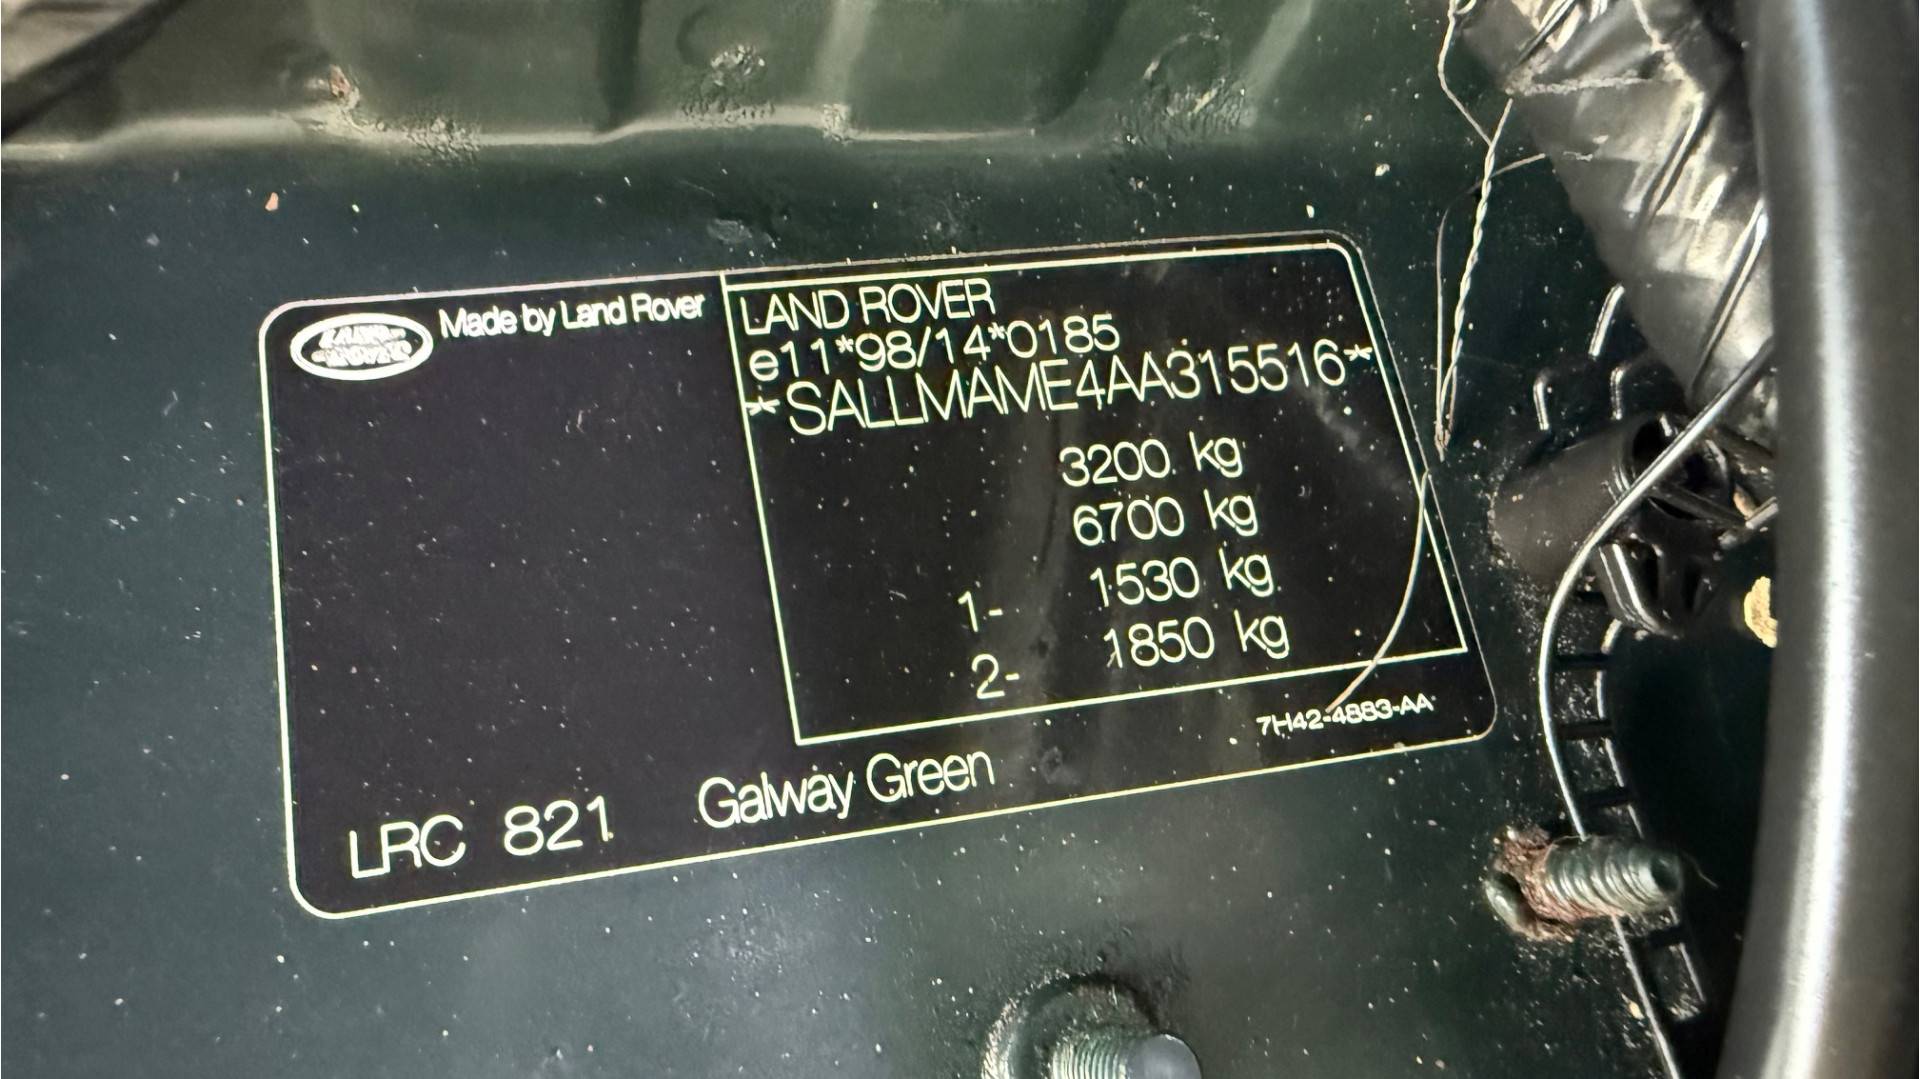 Made by Land Rover
LAND ROVER
e11*98/14*0185
*SALLMAME4AA315516*
3200 kg
6700 kg
1- 1530 kg
2- 1850 kg
7H42-4883-AA
LRC 821 Galway Green